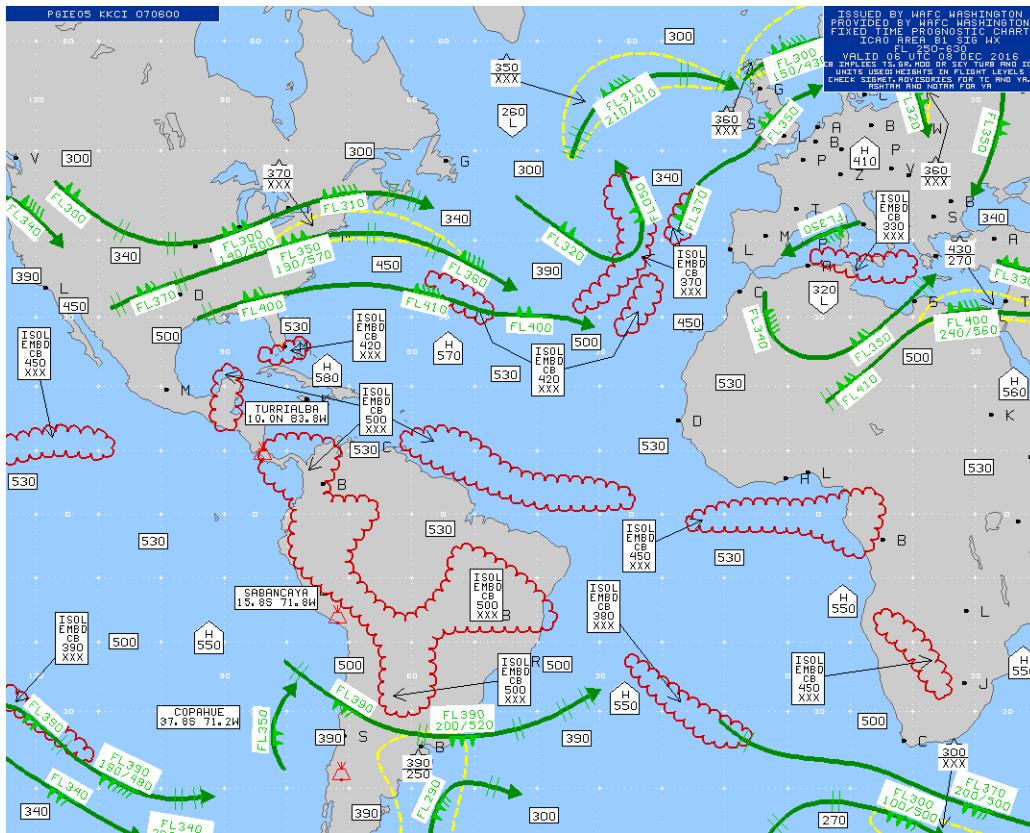 PGIE05 KKCI 070600
ISSUED BY WAFC WASHINGTON
PROVIDED BY WAFC WASHINGTON
FIXED TIME PROGNOSTIC CHART
ICAO AREA B1 SIG WX
FL 250-630
VALID 06 UTC 08 DEC 2016
CB IMPLIES TS,GR,MOD OR SEV TURB AND IC
UNITS USED:HEIGHTS IN FLIGHT LEVELS
CHECK SIGMET,ADVISORIES FOR TC AND VA,
ASHTAM AND NOTAM FOR VA
300
350
XXX
FL310
210/410
FL300
150/430
260
L
360
XXX
FL350
FL320
FL350
H
410
360
XXX
300
300
370
XXX
300
340
FL340
FL300
FL310
340
FL300
140/500
FL350
190/570
FL370
450
FL360
FL400
FL410
FL400
390
450
500
FL320
FL050
FL370
390
ISOL
EMBD
CB
370
XXX
450
500
FL350
ISOL
EMBD
CB
330
XXX
340
430
270
FL330
320
L
FL400
240/560
500
FL340
FL350
FL410
530
H
560
ISOL
EMBD
CB
450
XXX
530
ISOL
EMBD
CB
420
XXX
H
580
H
570
530
ISOL
EMBD
CB
420
XXX
ISOL
EMBD
CB
500
XXX
TURRIALBA
10.0N 83.8W
530
530
530
530
530
530
530
ISOL
EMBD
CB
450
XXX
SABANCAYA
15.8S 71.8W
ISOL
EMBD
CB
500
XXX
ISOL
EMBD
CB
390
XXX
500
H
550
ISOL
EMBD
CB
380
XXX
H
550
500
ISOL
EMBD
CB
500
XXX
500
H
550
ISOL
EMBD
CB
450
XXX
H
550
500
COPAHUE
37.8S 71.2W
FL350
FL390
FL390
200/520
390
390
250
390
FL390
FL390
190/480
340
FL340
FL340
390
FL290
300
270
300
XXX
FL300
100/500
FL370
200/500